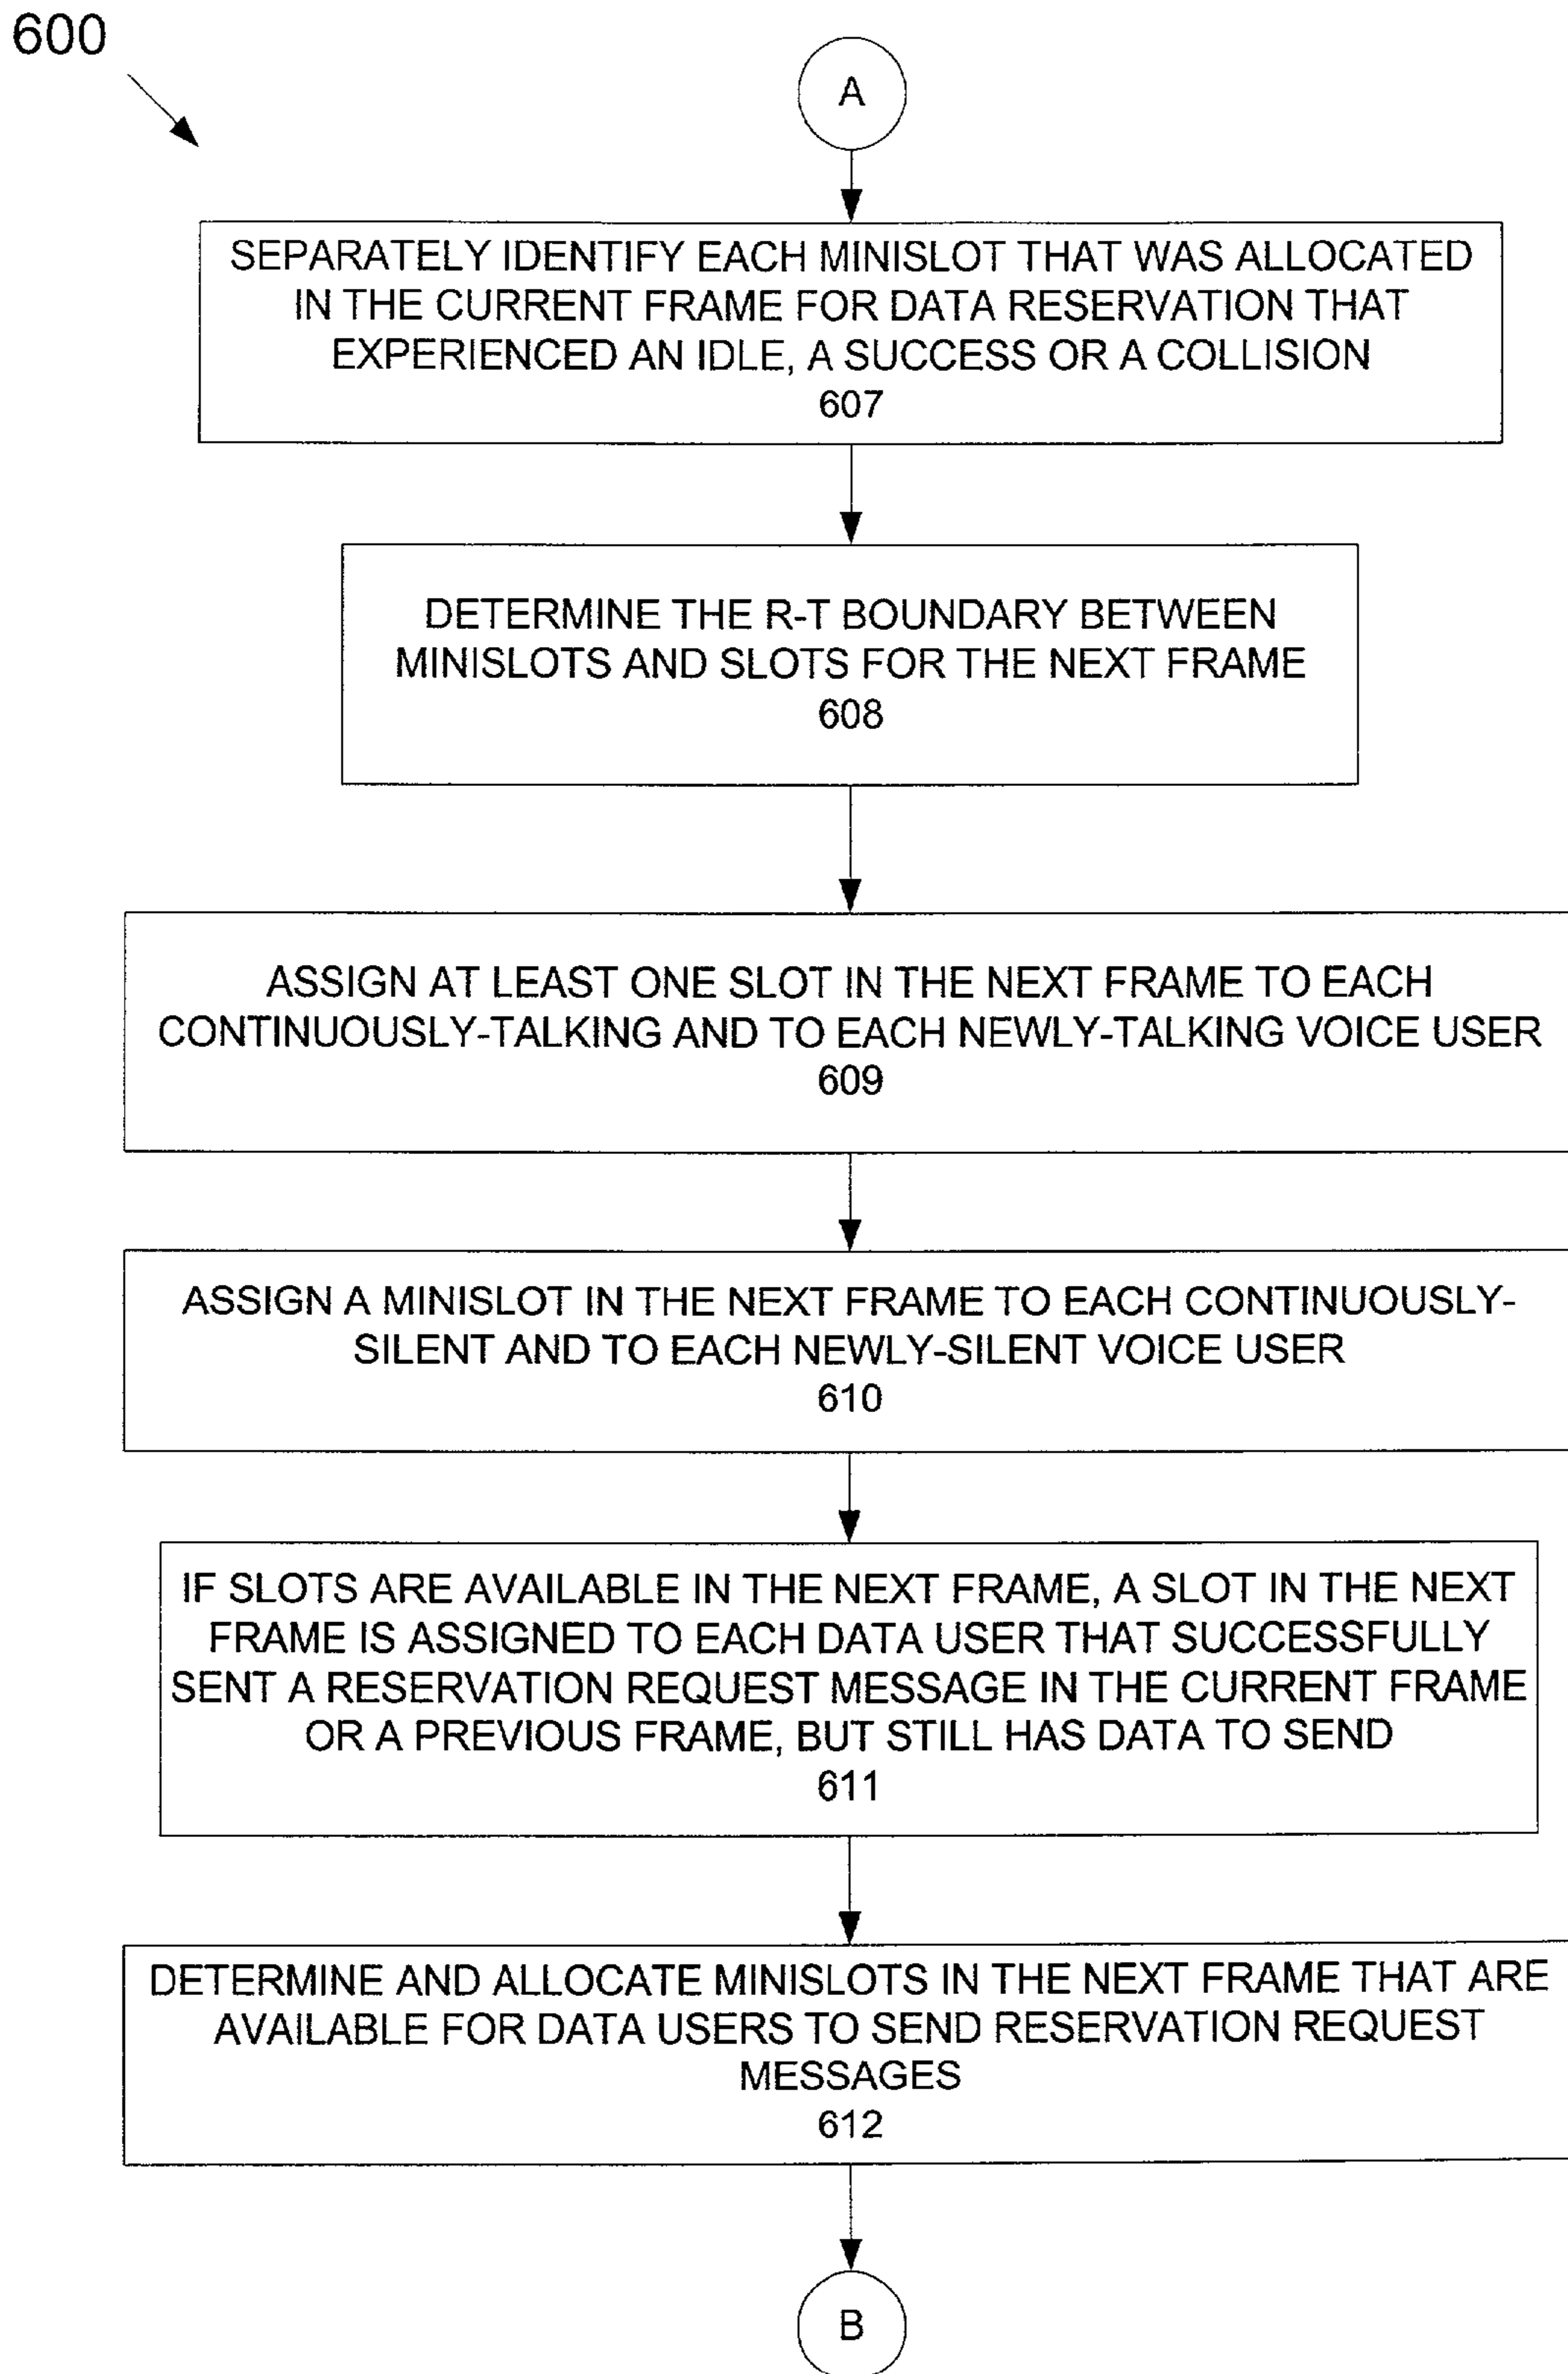 600
A
SEPARATELY IDENTIFY EACH MINISLOT THAT WAS ALLOCATED
IN THE CURRENT FRAME FOR DATA RESERVATION THAT
EXPERIENCED AN IDLE, A SUCCESS OR A COLLISION
607
DETERMINE THE R-T BOUNDARY BETWEEN
MINISLOTS AND SLOTS FOR THE NEXT FRAME
608
ASSIGN AT LEAST ONE SLOT IN THE NEXT FRAME TO EACH
CONTINUOUSLY-TALKING AND TO EACH NEWLY-TALKING VOICE USER
609
ASSIGN A MINISLOT IN THE NEXT FRAME TO EACH CONTINUOUSLY-
SILENT AND TO EACH NEWLY-SILENT VOICE USER
610
IF SLOTS ARE AVAILABLE IN THE NEXT FRAME, A SLOT IN THE NEXT
FRAME IS ASSIGNED TO EACH DATA USER THAT SUCCESSFULLY
SENT A RESERVATION REQUEST MESSAGE IN THE CURRENT FRAME
OR A PREVIOUS FRAME, BUT STILL HAS DATA TO SEND
611
DETERMINE AND ALLOCATE MINISLOTS IN THE NEXT FRAME THAT ARE
AVAILABLE FOR DATA USERS TO SEND RESERVATION REQUEST
MESSAGES
612
B